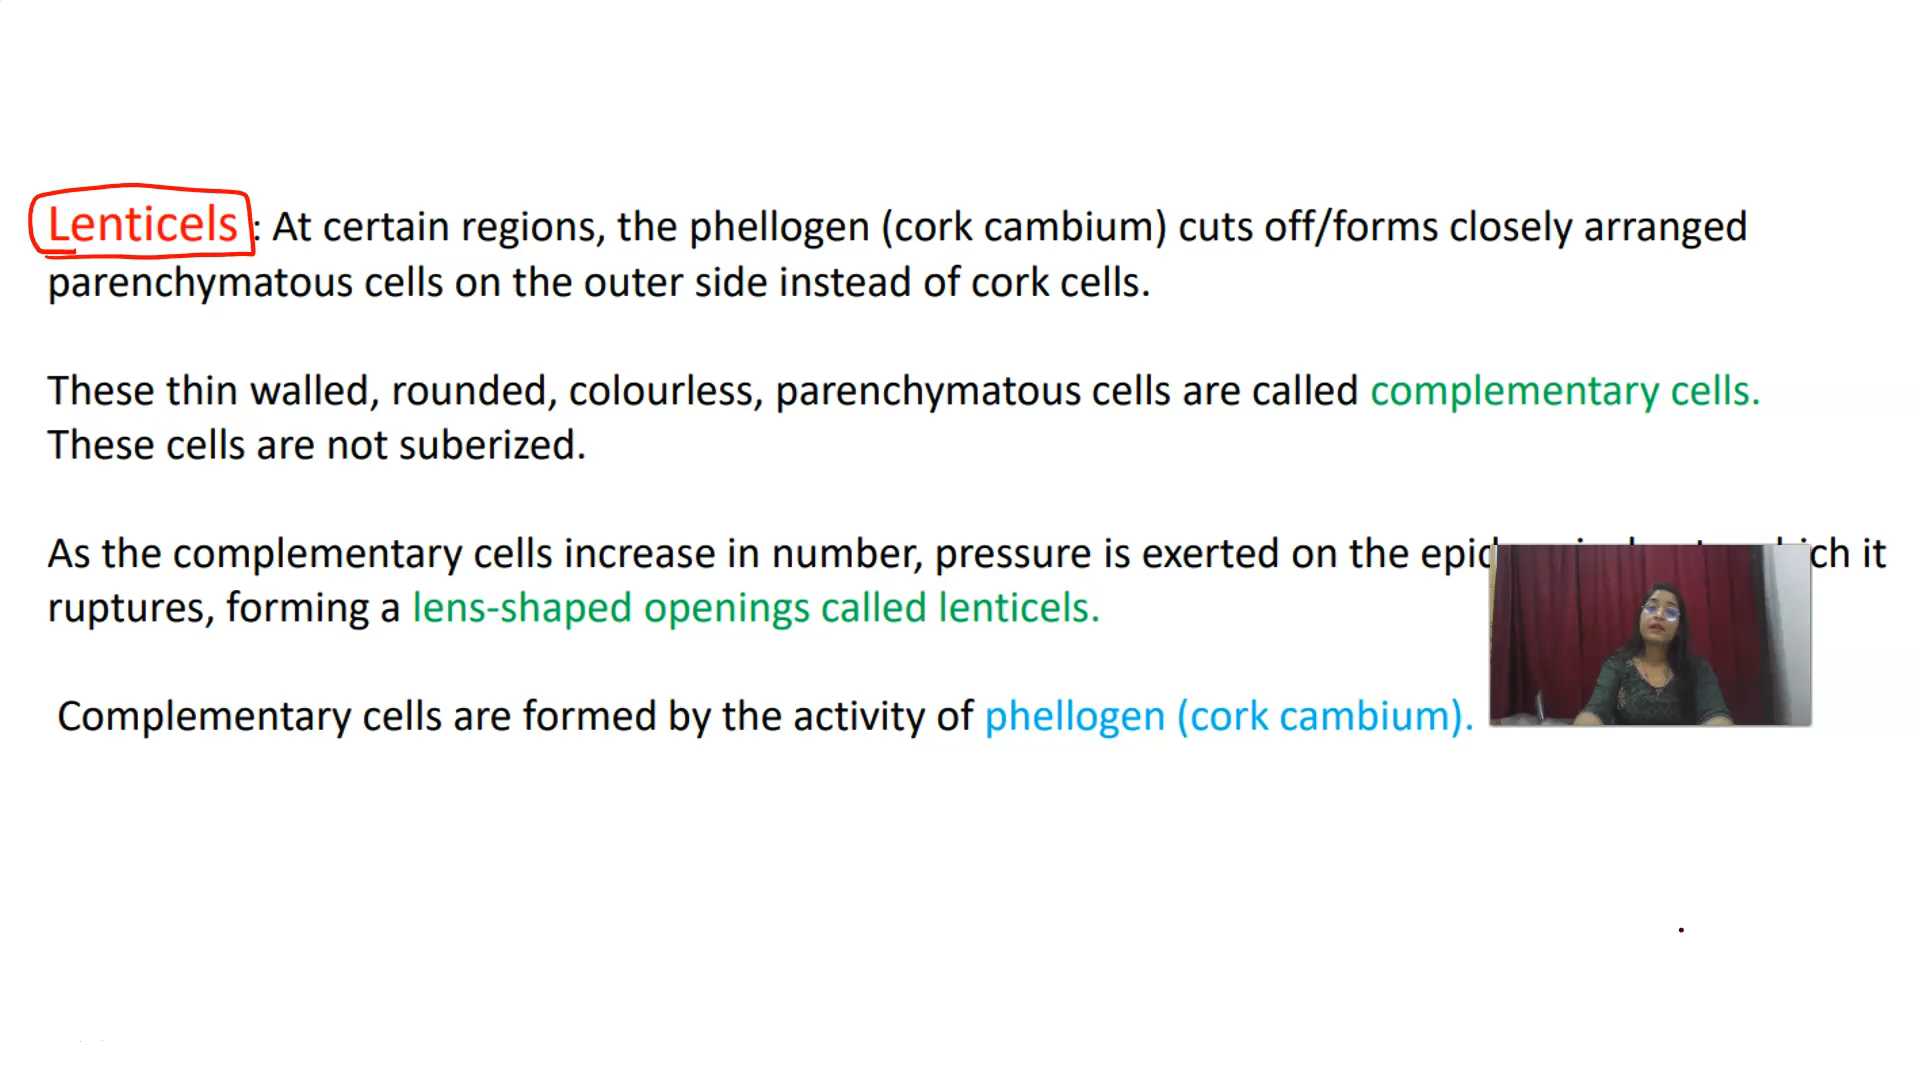 Lenticels : At certain regions, the phellogen (cork cambium) cuts off/forms closely arranged
parenchymatous cells on the outer side instead of cork cells.
These thin walled, rounded, colourless, parenchymatous cells are called complementary cells.
These cells are not suberized.
As the complementary cells increase in number, pressure is exerted on the it
ruptures, forming a lens-shaped openings called lenticels.
Complementary cells are formed by the activity of phellogen (cork cambium).